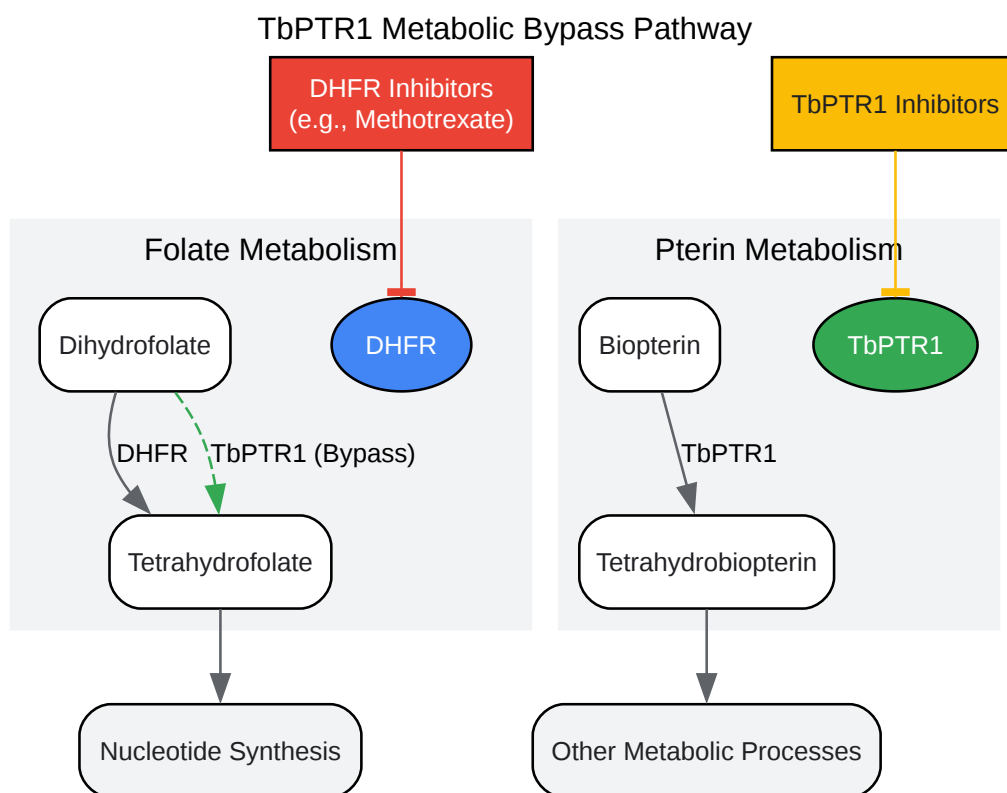 TbPTR1 Metabolic Bypass Pathway
DHFR Inhibitors
(e.g., Methotrexate)
TbPTR1 Inhibitors
Folate Metabolism
Pterin Metabolism
Dihydrofolate
DHFR
Biopterin
TbPTR1
DHFR
TbPTR1 (Bypass)
TbPTR1
Tetrahydrofolate
Tetrahydrobiopterin
Nucleotide Synthesis
Other Metabolic Processes